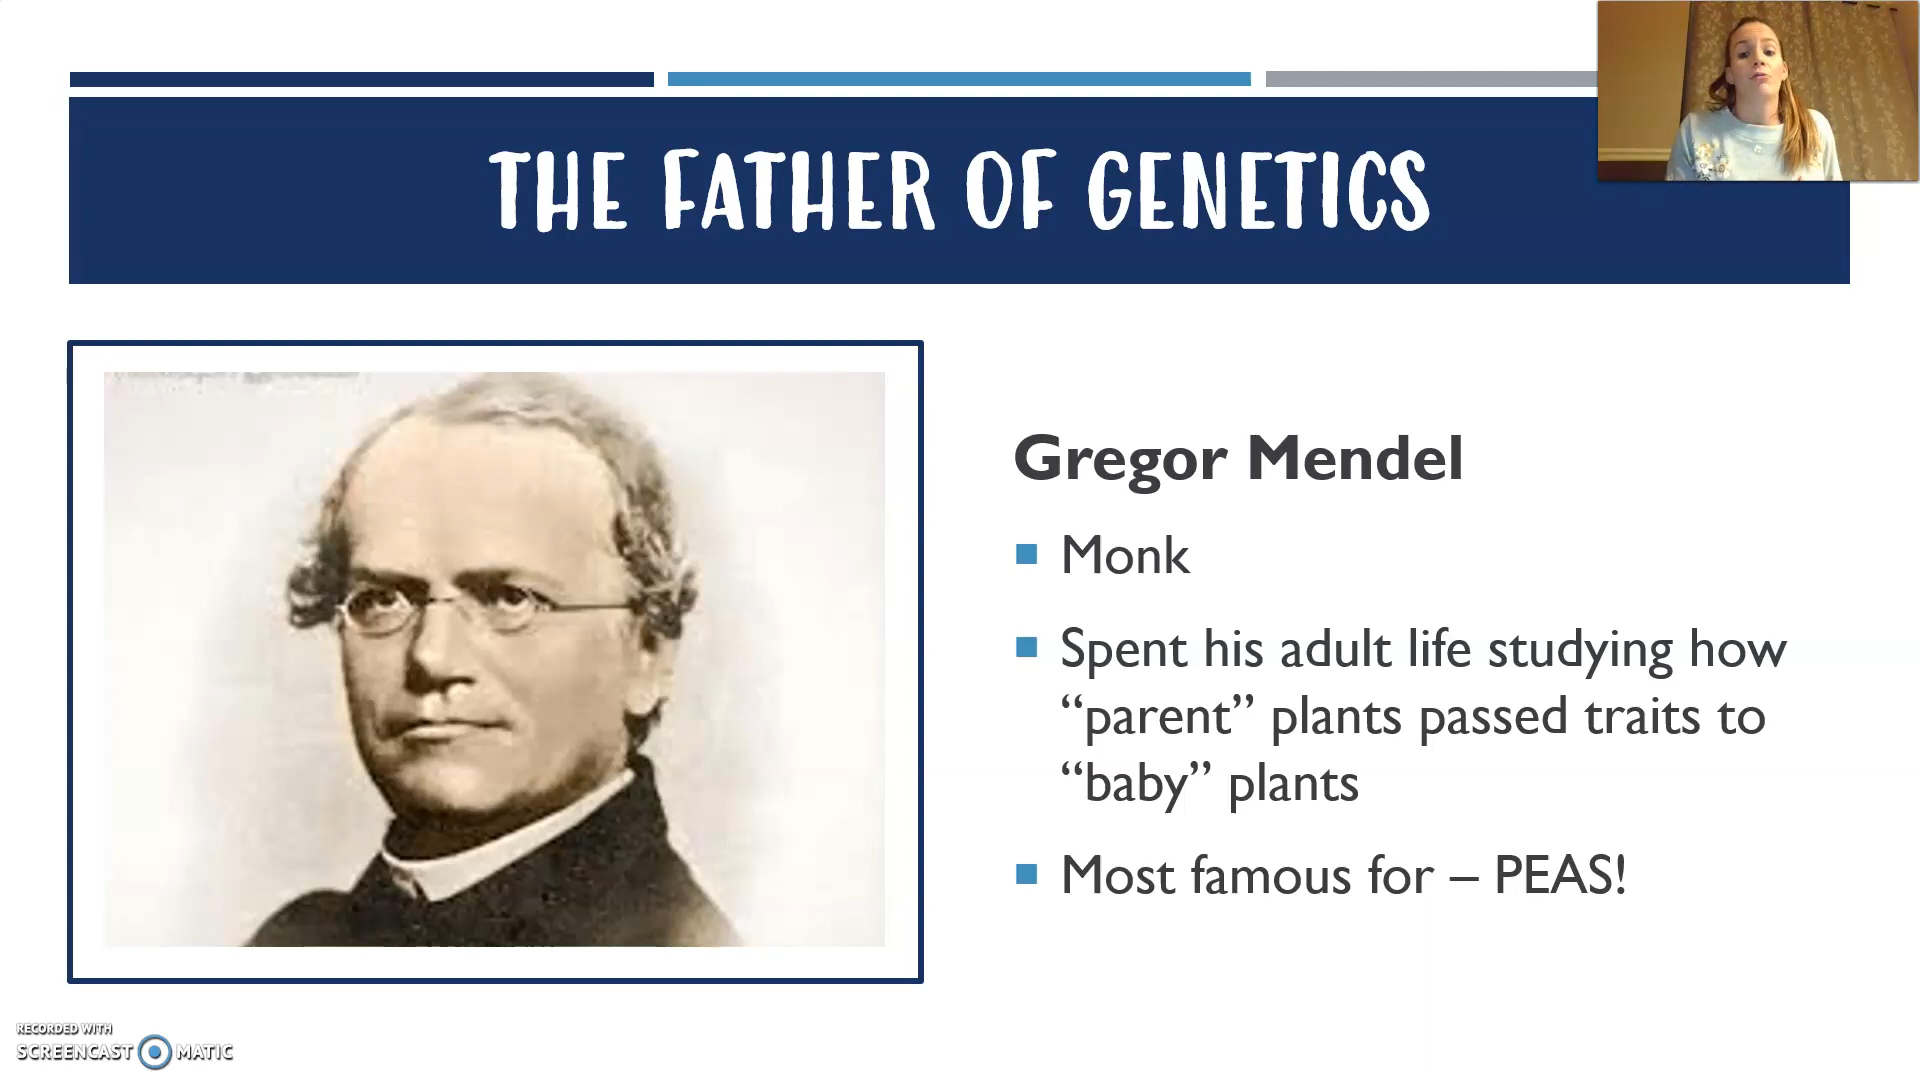 THE FATHER OF GENETICS
Gregor Mendel
Monk
Spent his adult life studying how
“parent” plants passed traits to
“baby” plants
Most famous for – PEAS!
RECORDED WITH
SCREENCAST MATIC